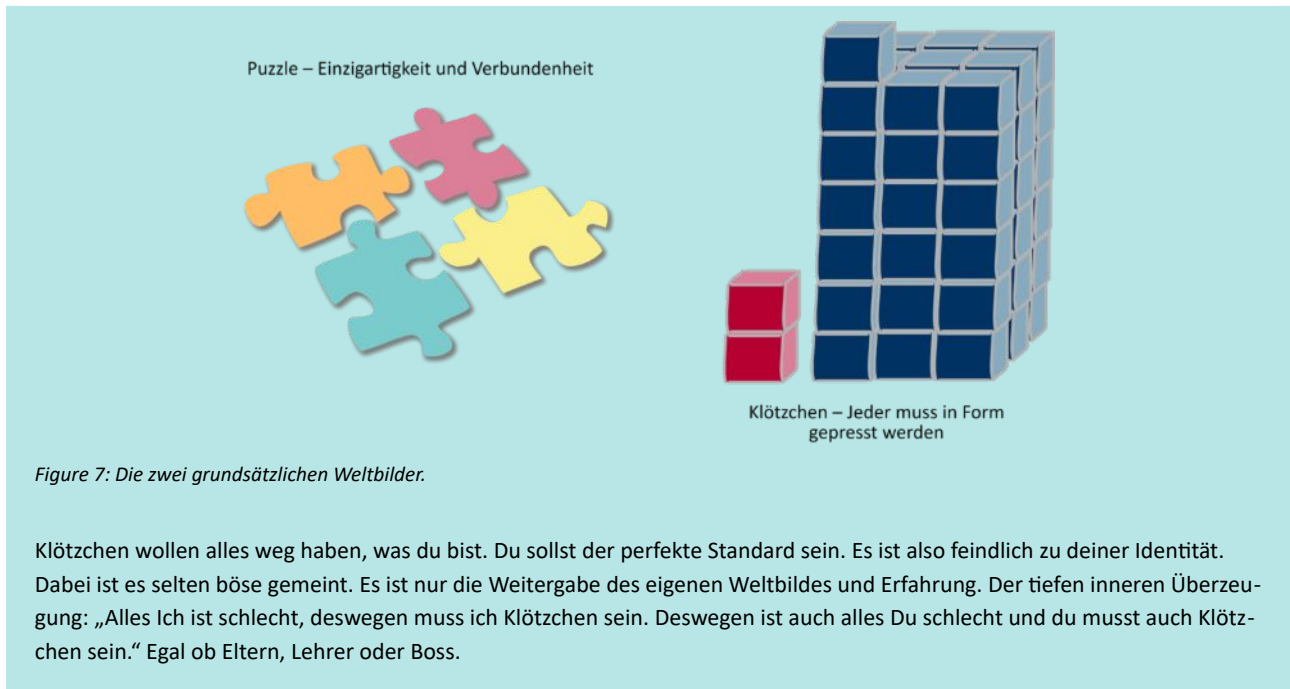 Puzzle – Einzigartigkeit und Verbundenheit
Klötzchen – Jeder muss in Form
gepresst werden
Figure 7: Die zwei grundsätzlichen Weltbilder.
Klötzchen wollen alles weg haben, was du bist. Du sollst der perfekte Standard sein. Es ist also feindlich zu deiner Identität.
Dabei ist es selten böse gemeint. Es ist nur die Weitergabe des eigenen Weltbildes und Erfahrung. Der tiefen inneren Überzeu-
gung: „Alles Ich ist schlecht, deswegen muss ich Klötzchen sein. Deswegen ist auch alles Du schlecht und du musst auch Klötz-
chen sein.“ Egal ob Eltern, Lehrer oder Boss.